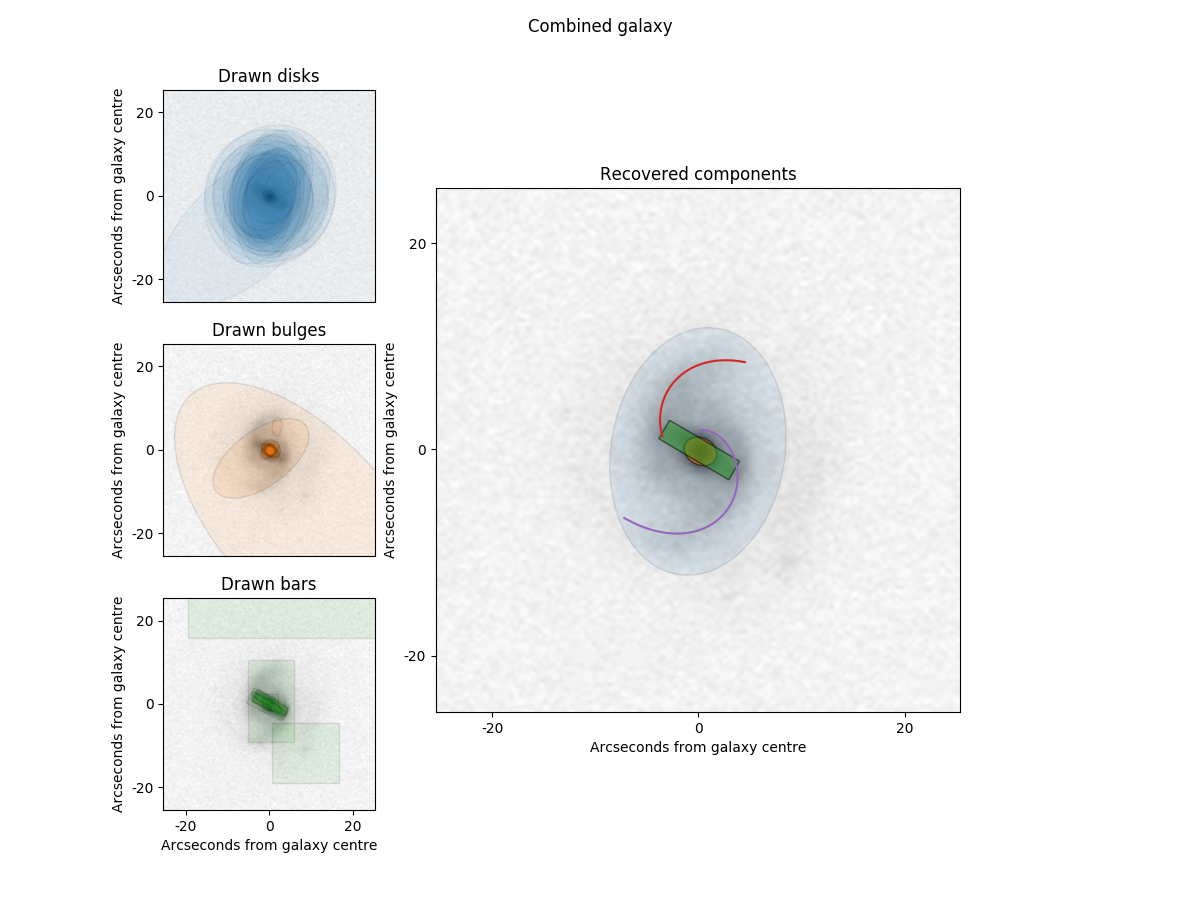 Combined galaxy
Drawn disks
Arcseconds from galaxy centre
20
0
-20
Drawn bulges
Arcseconds from galaxy centre
20
0
-20
Drawn bars
Arcseconds from galaxy centre
20
0
-20
-20 0 20
Arcseconds from galaxy centre
Recovered components
Arcseconds from galaxy centre
20
0
-20
-20 0 20
Arcseconds from galaxy centre